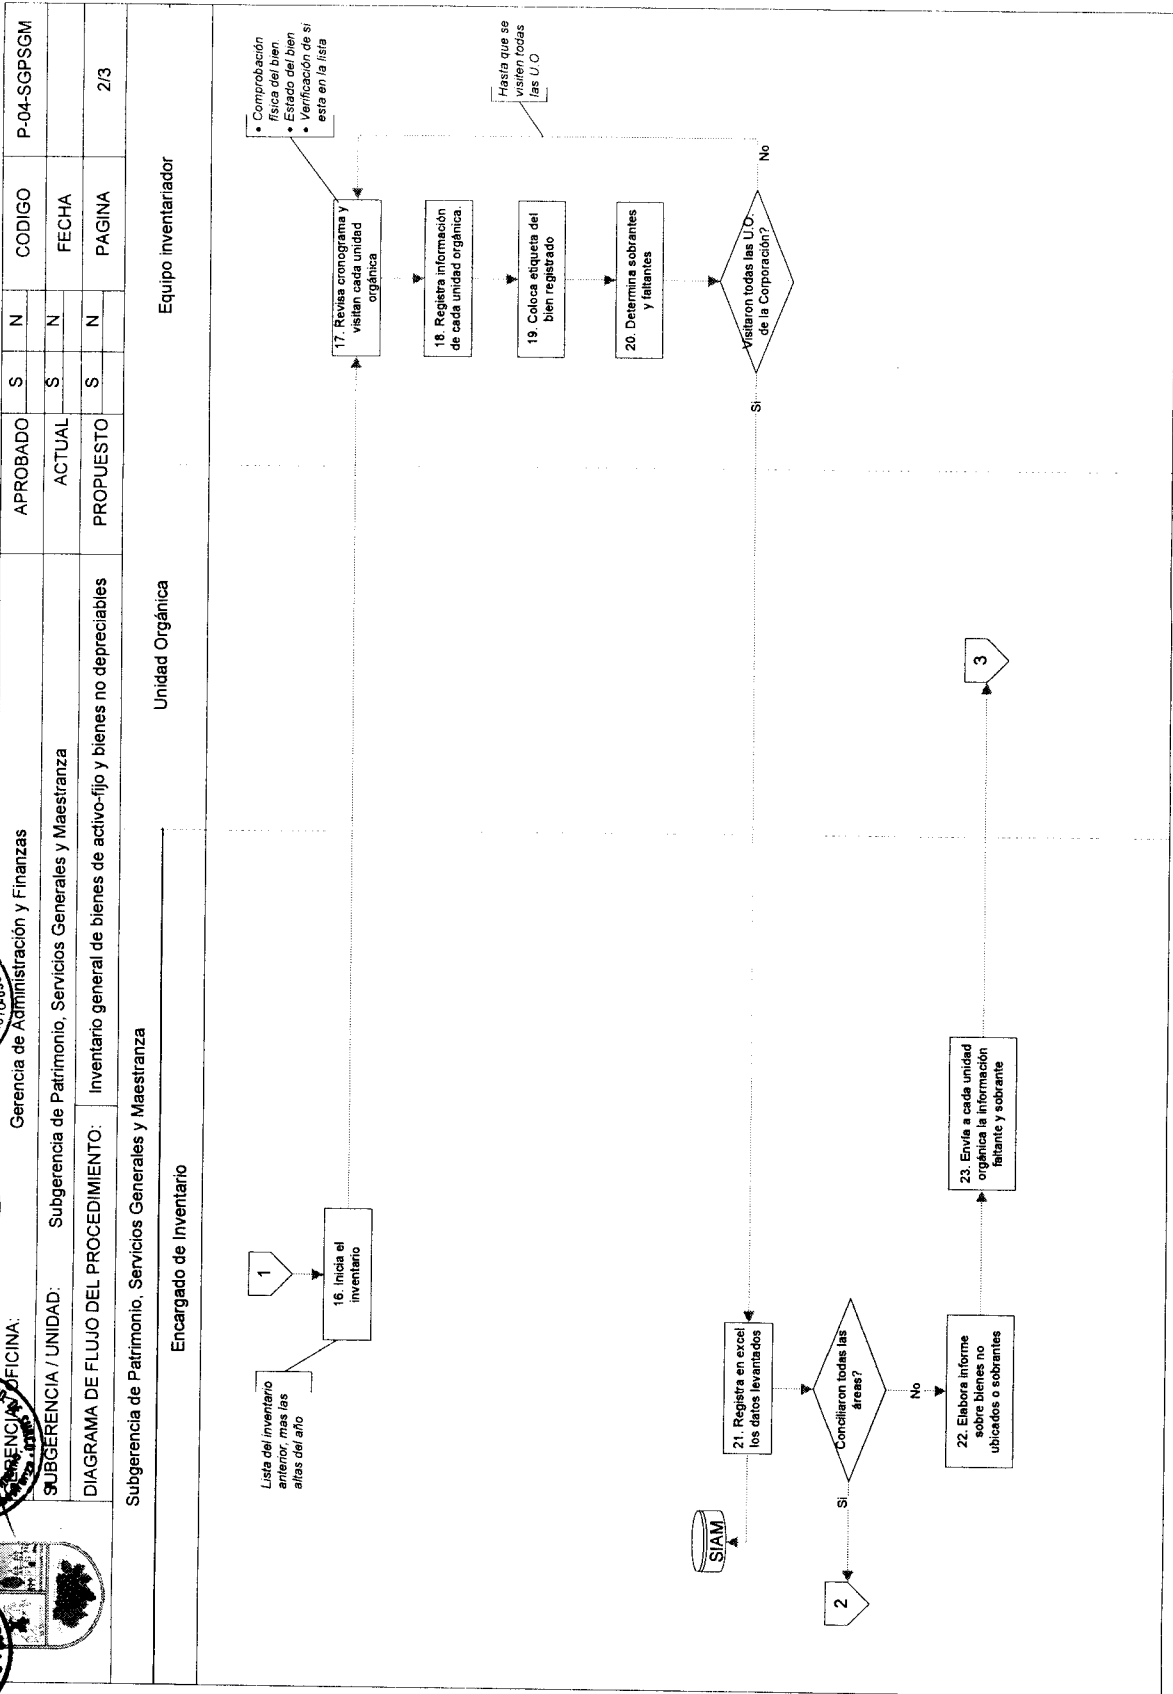 GERENCIA / OFICINA:
Gerencia de Administración y Finanzas
APROBADO
S
N
CODIGO
P-04-SGPSGM
SUBGERENCIA / UNIDAD:
Subgerencia de Patrimonio, Servicios Generales y Maestranza
ACTUAL
S
N
FECHA
DIAGRAMA DE FLUJO DEL PROCEDIMIENTO:
Inventario general de bienes de activo-fijo y bienes no depreciables
PROPUESTO
S
N
PAGINA
2/3
Subgerencia de Patrimonio, Servicios Generales y Maestranza
Encargado de Inventario
Unidad Orgánica
Equipo inventariador
Lista del inventario
anterior, mas las
altas del año
1
16. Inicia el
inventario
• Comprobación
física del bien.
• Estado del bien
• Verificación de si
esta en la lista
17. Revisa cronograma y
visitan cada unidad
orgánica
18. Registra información
de cada unidad orgánica.
19. Coloca etiqueta del
bien registrado
20. Determina sobrantes
y faltantes
Visitaron todas las U.O.
de la Corporación?
Si
No
Hasta que se
visiten todas
las U.O
SIAM
21. Registra en excel
los datos levantados
Conciliaron todas las
áreas?
Si
2
No
22. Elabora informe
sobre bienes no
ubicados o sobrantes
23. Envía a cada unidad
orgánica la información
faltante y sobrante
3